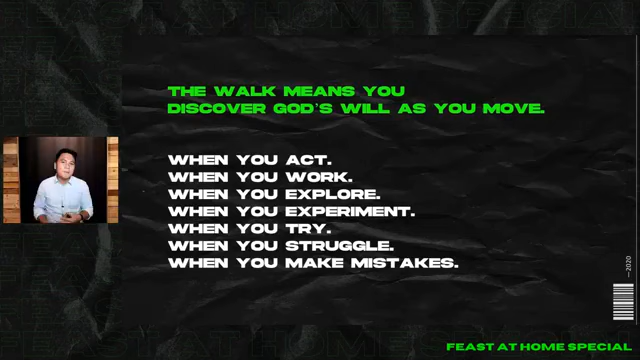 THE WALK MEANS YOU
DISCOVER GOD'S WILL AS YOU MOVE.
WHEN YOU ACT.
WHEN YOU WORK.
WHEN YOU EXPLORE.
WHEN YOU EXPERIMENT.
WHEN YOU TRY.
WHEN YOU STRUGGLE.
WHEN YOU MAKE MISTAKES.
—2020
FEAST AT HOME SPECIAL